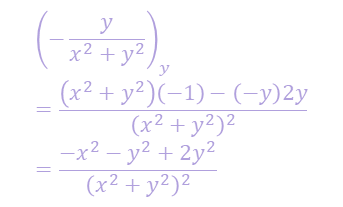 (-y/(x² + y²))_y
= ((x² + y²)(-1) - (-y)2y)/(x² + y²)²
= (-x² - y² + 2y²)/(x² + y²)²